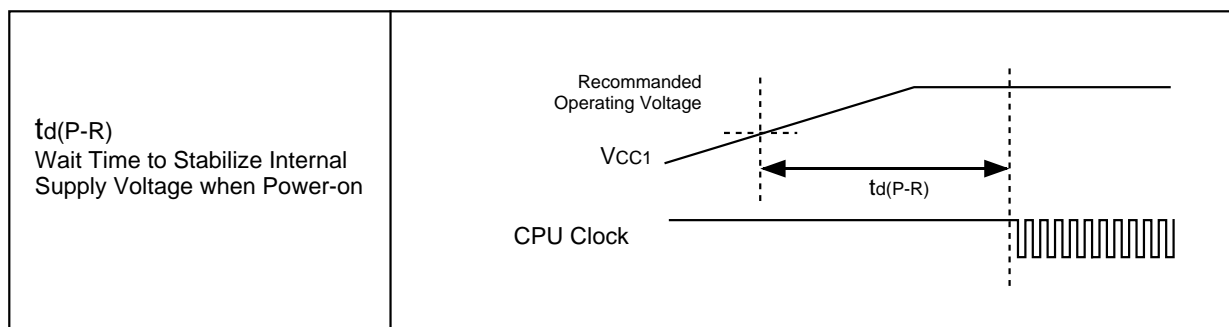 td(P-R)
Wait Time to Stabilize Internal
Supply Voltage when Power-on
Recommanded
Operating Voltage
VCC1
td(P-R)
CPU Clock